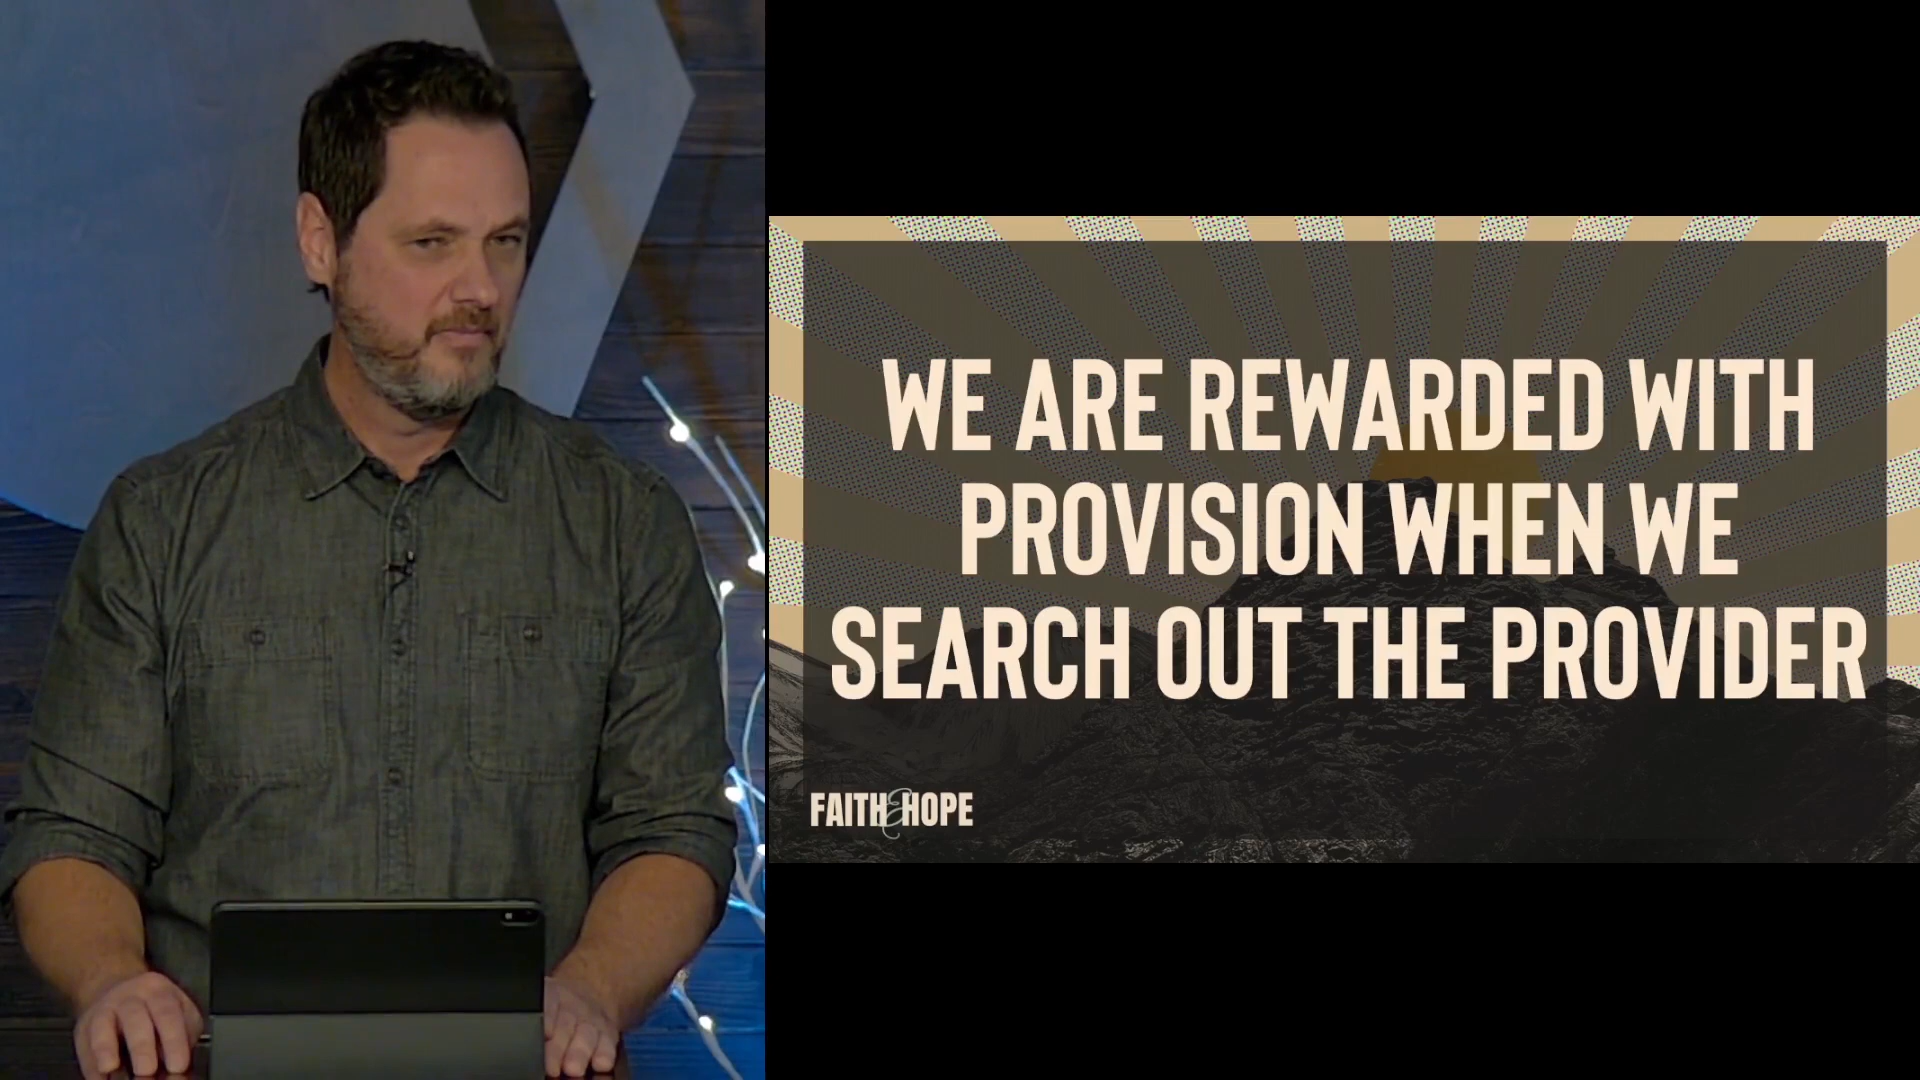 WE ARE REWARDED WITH
PROVISION WHEN WE
SEARCH OUT THE PROVIDER
FAITH & HOPE